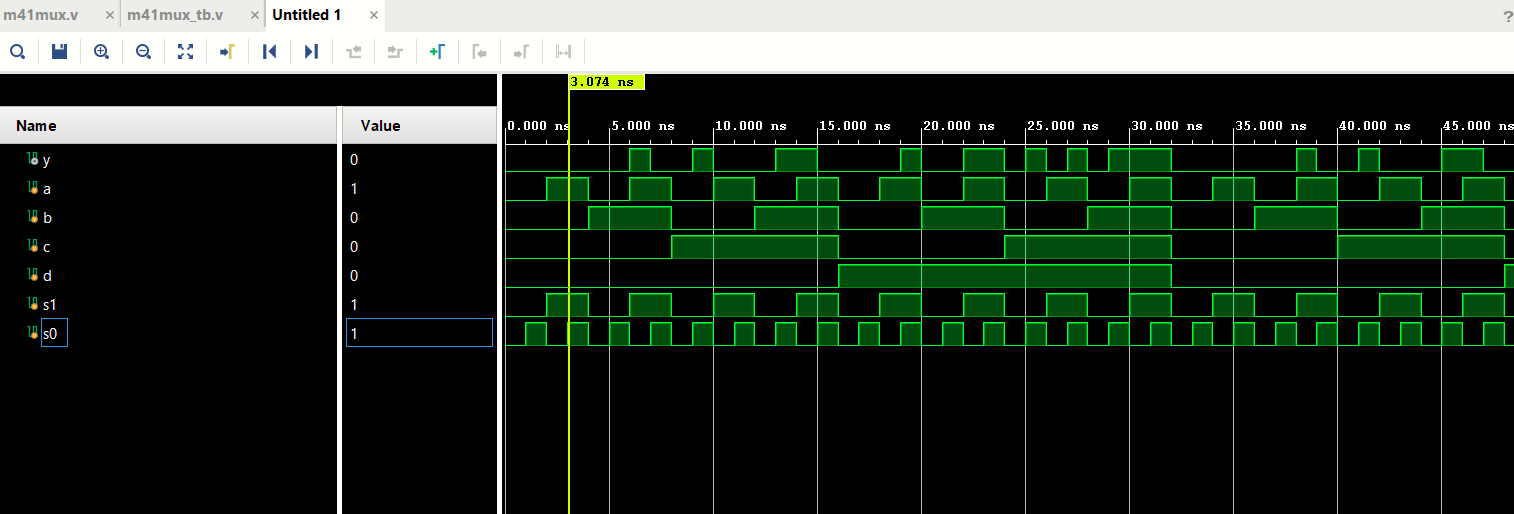 m41mux.v × m41mux_tb.v × Untitled 1 ×
?
3.074 ns
Name Value 0.000 ns 5.000 ns 10.000 ns 15.000 ns 20.000 ns 25.000 ns 30.000 ns 35.000 ns 40.000 ns 45.000 ns
y 0
a 1
b 0
c 0
d 0
s1 1
s0 1